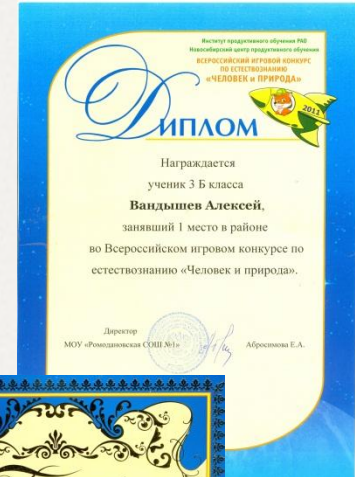 Институт продуктивного обучения РАО
Новосибирский центр продуктивного обучения
ВСЕРОССИЙСКИЙ ИГРОВОЙ КОНКУРС
ПО ЕСТЕСТВОЗНАНИЮ
«ЧЕЛОВЕК и ПРИРОДА»
2011
ДИПЛОМ
Награждается
ученик 3 Б класса
Вандышев Алексей,
занявший 1 место в районе
во Всероссийском игровом конкурсе по
естествознанию «Человек и природа».
Директор
МОУ «Ромодановская СОШ №1»
Абросимова Е.А.